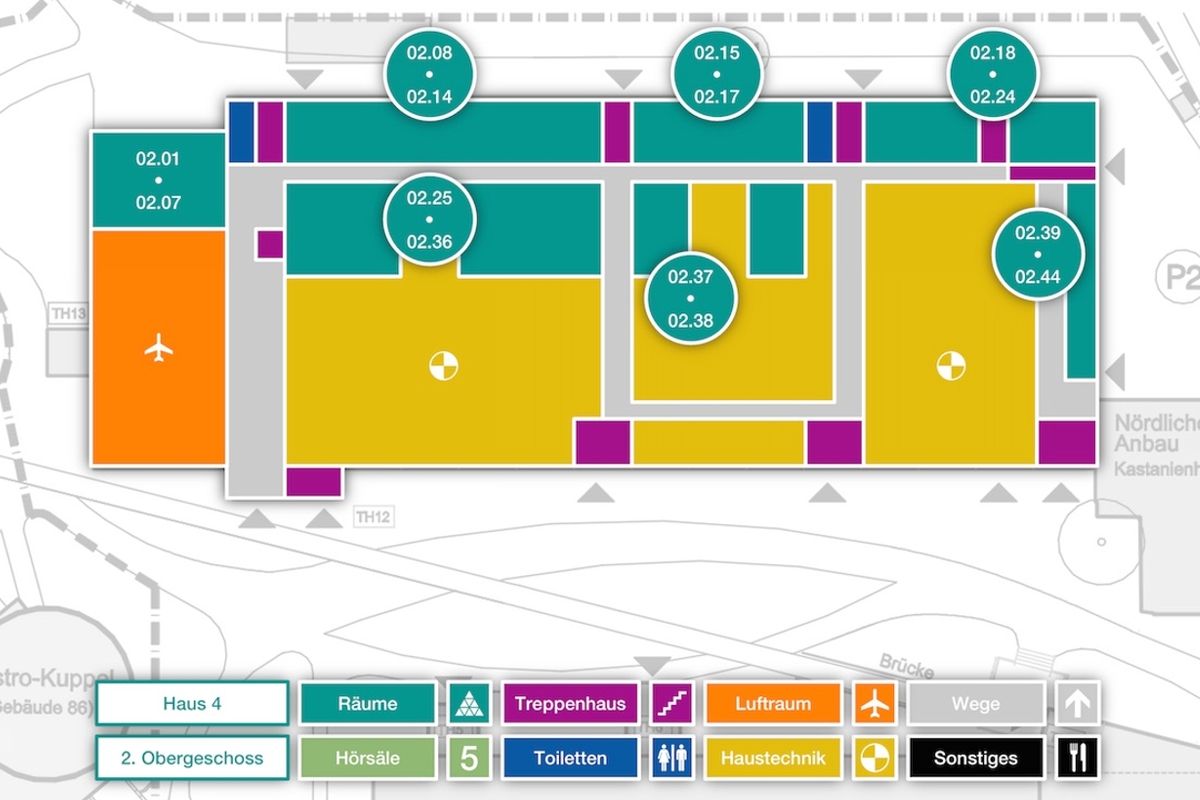 02.08
02.14
02.15
02.17
02.18
02.24
02.01
02.07
02.25
02.36
02.39
02.44
02.37
02.38
P2
TH13
Nördliche
Anbau
Kastanienh
TH12
Brücke
stro-Kuppel
Gebäude 86)
Haus 4
Räume
Treppenhaus
Luftraum
Wege
2. Obergeschoss
Hörsäle
5
Toiletten
Haustechnik
Sonstiges